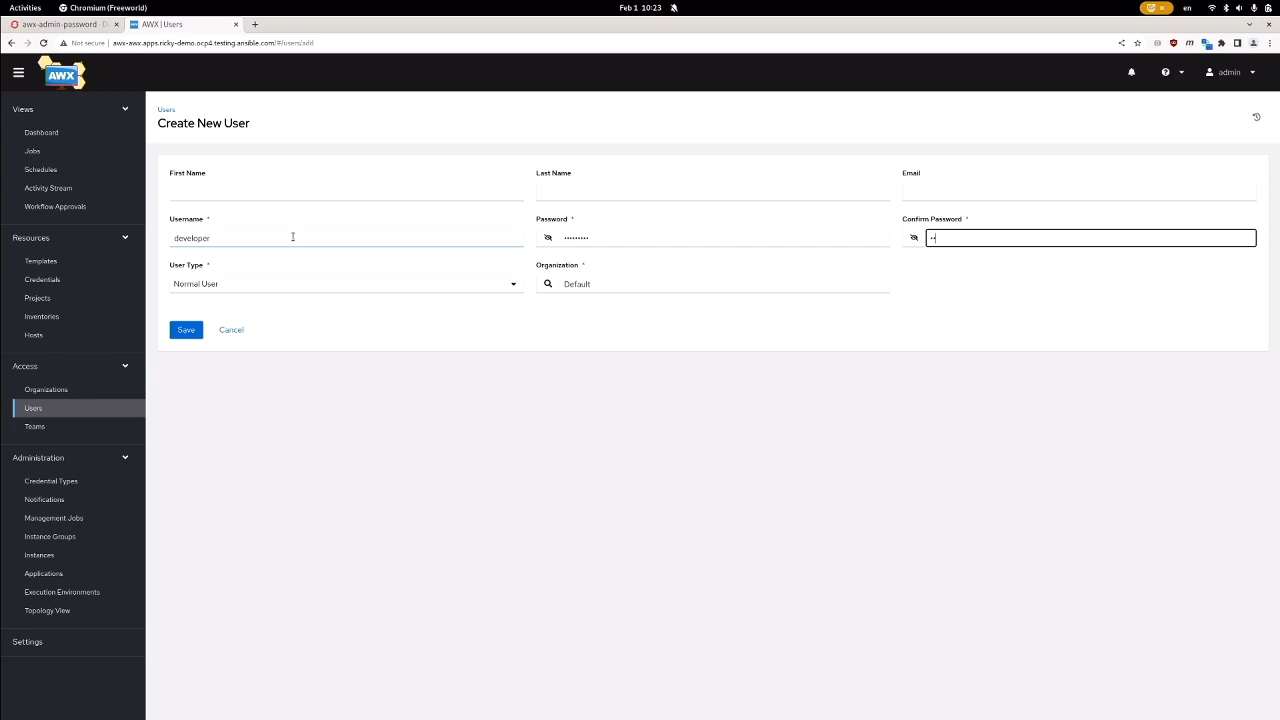 Activities
Chromium (Freeworld)
Feb 1 10:23
en
awx-admin-password · D
AWX | Users
Not secure
awx-awx.apps.ricky-demo.ocp4.testing.ansible.com/#/users/add
AWX
admin
Views
Dashboard
Jobs
Schedules
Activity Stream
Workflow Approvals
Resources
Templates
Credentials
Projects
Inventories
Hosts
Access
Organizations
Users
Teams
Administration
Credential Types
Notifications
Management Jobs
Instance Groups
Instances
Applications
Execution Environments
Topology View
Settings
Users
Create New User
First Name
Last Name
Email
Username *
Password *
Confirm Password *
developer
•••••••••
••
User Type *
Organization *
Normal User
Default
Save
Cancel